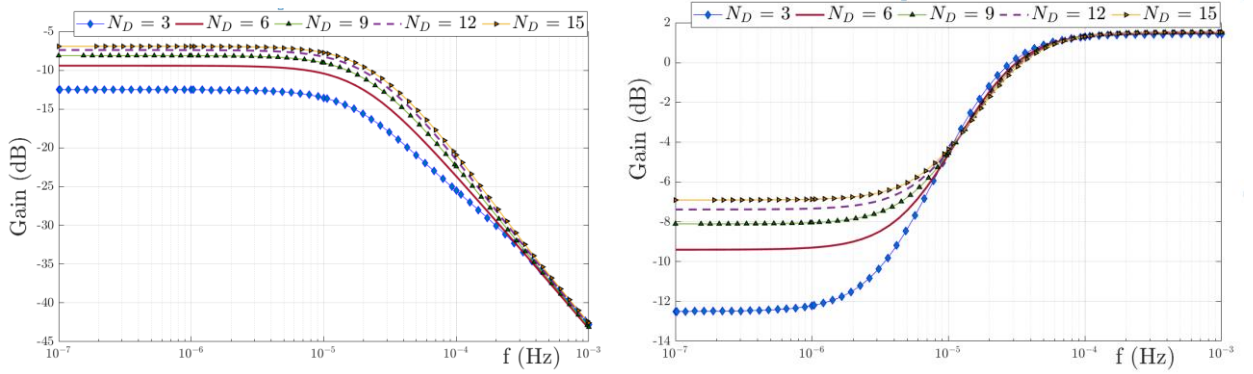 N_D = 3 N_D = 6 N_D = 9 N_D = 12 N_D = 15
-5
-10
-15
-20
-25
-30
-35
-40
-45
Gain (dB)
10⁻⁷ 10⁻⁶ 10⁻⁵ 10⁻⁴ 10⁻³
f (Hz)
N_D = 3 N_D = 6 N_D = 9 N_D = 12 N_D = 15
2
0
-2
-4
-6
-8
-10
-12
-14
Gain (dB)
10⁻⁷ 10⁻⁶ 10⁻⁵ 10⁻⁴ 10⁻³
f (Hz)